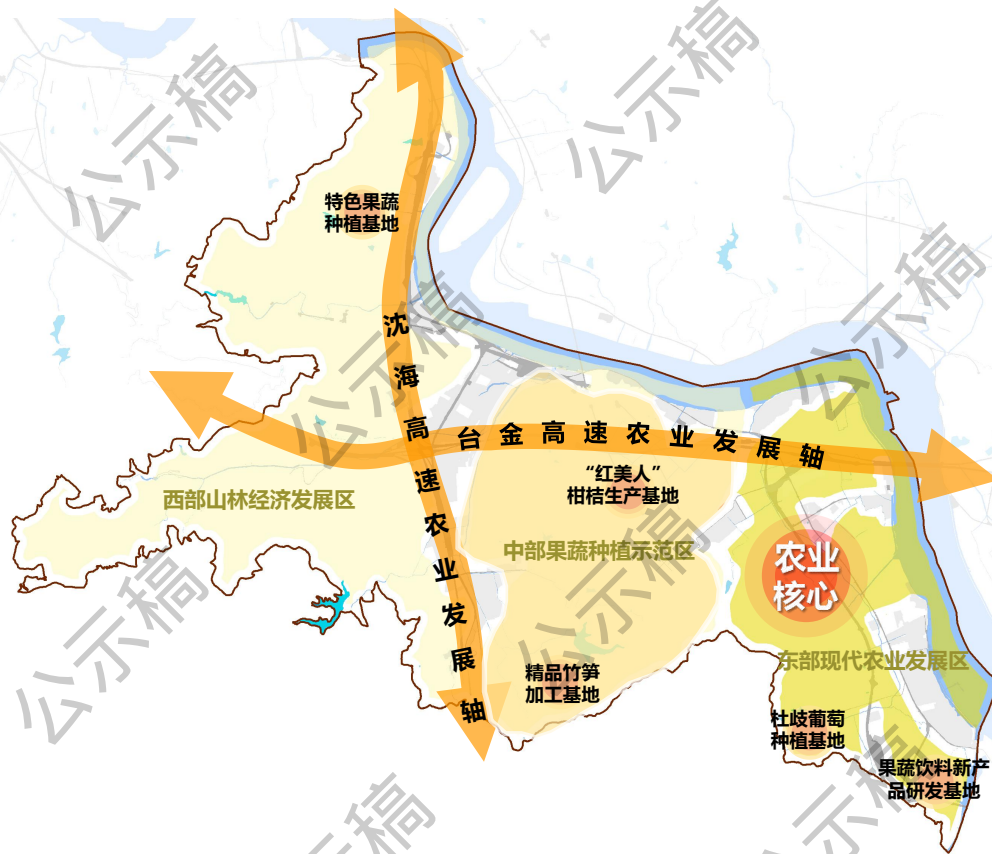 公示稿
公示稿
特色果蔬
种植基地
公示稿
公示稿
沈海高速农业发展轴
台金高速农业发展轴
“红美人”
柑桔生产基地
西部山林经济发展区
中部果蔬种植示范区
农业
核心
公示稿
公示稿
东部现代农业发展区
精品竹笋
加工基地
杜歧葡萄
种植基地
果蔬饮料新产
品研发基地
公示稿
公示稿